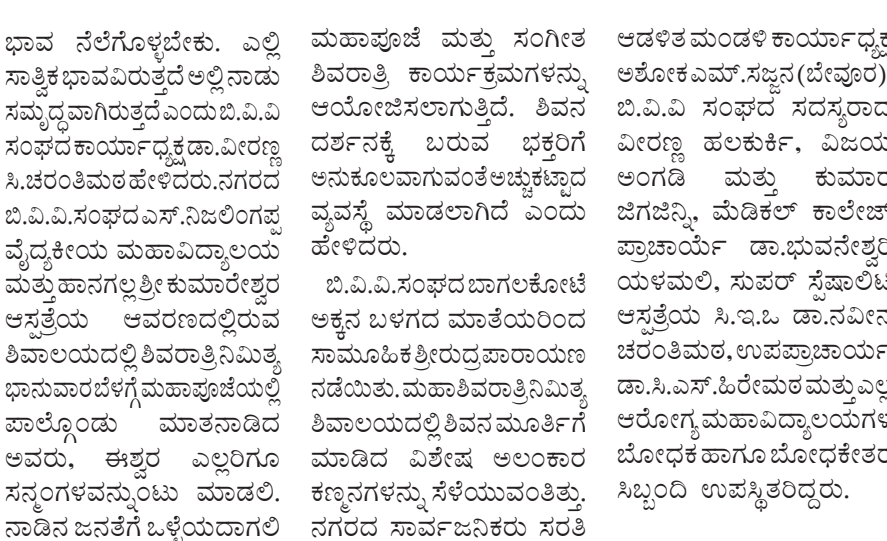 ಭಾವ ನೆಲೆಗೊಳ್ಳಬೇಕು. ಎಲ್ಲಿ
ಸಾತ್ವಿಕ ಭಾವವಿರುತ್ತದೆ ಅಲ್ಲಿ ನಾಡು
ಸಮೃದ್ಧವಾಗಿರುತ್ತದೆ ಎಂದು ಬಿ.ವಿ.ವಿ
ಸಂಘದ ಕಾರ್ಯಾಧ್ಯಕ್ಷ ಡಾ.ವೀರಣ್ಣ
ಸಿ.ಚರಂತಿಮಠ ಹೇಳಿದರು.ನಗರದ
ಬಿ.ವಿ.ವಿ.ಸಂಘದ ಎಸ್.ನಿಜಲಿಂಗಪ್ಪ
ವೈದ್ಯಕೀಯ ಮಹಾವಿದ್ಯಾಲಯ
ಮತ್ತು ಹಾನಗಲ್ಲ ಶ್ರೀ ಕುಮಾರೇಶ್ವರ
ಆಸ್ಪತ್ರೆಯ ಆವರಣದಲ್ಲಿರುವ
ಶಿವಾಲಯದಲ್ಲಿ ಶಿವರಾತ್ರಿ ನಿಮಿತ್ಯ
ಭಾನುವಾರ ಬೆಳಗ್ಗೆ ಮಹಾಪೂಜೆಯಲ್ಲಿ
ಪಾಲ್ಗೊಂಡು ಮಾತನಾಡಿದ
ಅವರು, ಈಶ್ವರ ಎಲ್ಲರಿಗೂ
ಸನ್ಮಂಗಳವನ್ನುಂಟು ಮಾಡಲಿ.
ನಾಡಿನ ಜನತೆಗೆ ಒಳ್ಳೆಯದಾಗಲಿ
ಮಹಾಪೂಜೆ ಮತ್ತು ಸಂಗೀತ
ಶಿವರಾತ್ರಿ ಕಾರ್ಯಕ್ರಮಗಳನ್ನು
ಆಯೋಜಿಸಲಾಗುತ್ತಿದೆ. ಶಿವನ
ದರ್ಶನಕ್ಕೆ ಬರುವ ಭಕ್ತರಿಗೆ
ಅನುಕೂಲವಾಗುವಂತೆ ಅಚ್ಚುಕಟ್ಟಾದ
ವ್ಯವಸ್ಥೆ ಮಾಡಲಾಗಿದೆ ಎಂದು
ಹೇಳಿದರು.
ಬಿ.ವಿ.ವಿ.ಸಂಘದ ಬಾಗಲಕೋಟೆ
ಅಕ್ಕನ ಬಳಗದ ಮಾತೆಯರಿಂದ
ಸಾಮೂಹಿಕ ಶ್ರೀರುದ್ರಪಾರಾಯಣ
ನಡೆಯಿತು. ಮಹಾಶಿವರಾತ್ರಿ ನಿಮಿತ್ಯ
ಶಿವಾಲಯದಲ್ಲಿ ಶಿವನ ಮೂರ್ತಿಗೆ
ಮಾಡಿದ ವಿಶೇಷ ಅಲಂಕಾರ
ಕಣ್ಮನಗಳನ್ನು ಸೆಳೆಯುವಂತಿತ್ತು.
ನಗರದ ಸಾರ್ವಜನಿಕರು ಸರತಿ
ಆಡಳಿತ ಮಂಡಳಿ ಕಾರ್ಯಾಧ್ಯಕ್ಷ
ಅಶೋಕ ಎಮ್.ಸಜ್ಜನ(ಬೇವೂರ)
ಬಿ.ವಿ.ವಿ ಸಂಘದ ಸದಸ್ಯರಾದ
ವೀರಣ್ಣ ಹಲಕುರ್ಕಿ, ವಿಜಯ
ಅಂಗಡಿ ಮತ್ತು ಕುಮಾರ
ಜಿಗಜಿನ್ನಿ, ಮೆಡಿಕಲ್ ಕಾಲೇಜ್
ಪ್ರಾಚಾರ್ಯೆ ಡಾ.ಭುವನೇಶ್ವರಿ
ಯಳಮಲಿ, ಸುಪರ್ ಸ್ಪೆಷಾಲಿಟಿ
ಆಸ್ಪತ್ರೆಯ ಸಿ.ಇ.ಒ ಡಾ.ನವೀನ
ಚರಂತಿಮಠ, ಉಪಪ್ರಾಚಾರ್ಯ
ಡಾ.ಸಿ.ಎಸ್.ಹಿರೇಮಠ ಮತ್ತು ಎಲ್ಲ
ಆರೋಗ್ಯ ಮಹಾವಿದ್ಯಾಲಯಗಳ
ಬೋಧಕ ಹಾಗೂ ಬೋಧಕೇತರ
ಸಿಬ್ಬಂದಿ ಉಪಸ್ಥಿತರಿದ್ದರು.